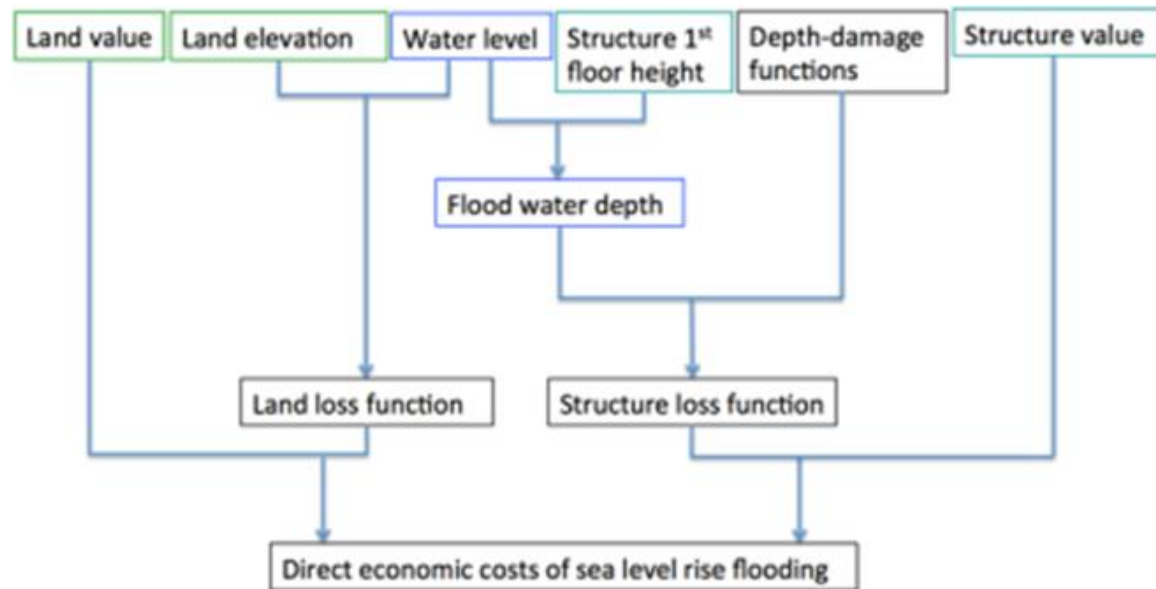 Land value
Land elevation
Water level
Structure 1st
floor height
Depth-damage
functions
Structure value
Flood water depth
Land loss function
Structure loss function
Direct economic costs of sea level rise flooding